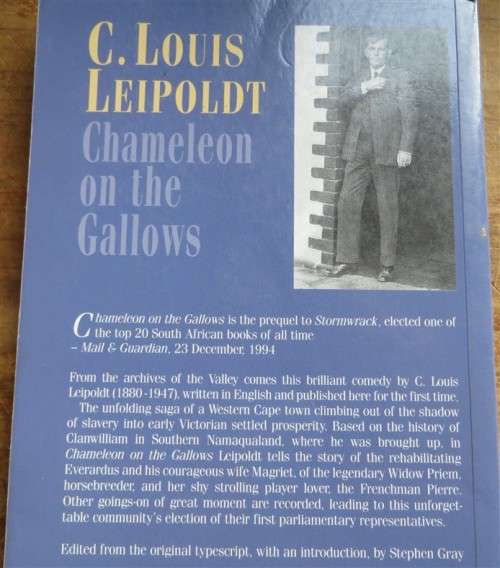 C. LOUIS
LEIPOLDT
Chameleon
on the
Gallows
Chameleon on the Gallows is the prequel to Stormwrack, elected one of
the top 20 South African books of all time
– Mail & Guardian, 23 December, 1994
From the archives of the Valley comes this brilliant comedy by C. Louis
Leipoldt (1880-1947), written in English and published here for the first time.
The unfolding saga of a Western Cape town climbing out of the shadow
of slavery into early Victorian settled prosperity. Based on the history of
Clanwilliam in Southern Namaqualand, where he was brought up, in
Chameleon on the Gallows Leipoldt tells the story of the rehabilitating
Everardus and his courageous wife Magriet, of the legendary Widow Priem,
horsebreeder, and her shy strolling player lover, the Frenchman Pierre.
Other goings-on of great moment are recorded, leading to this unforget-
table community's election of their first parliamentary representatives.
Edited from the original typescript, with an introduction, by Stephen Gray